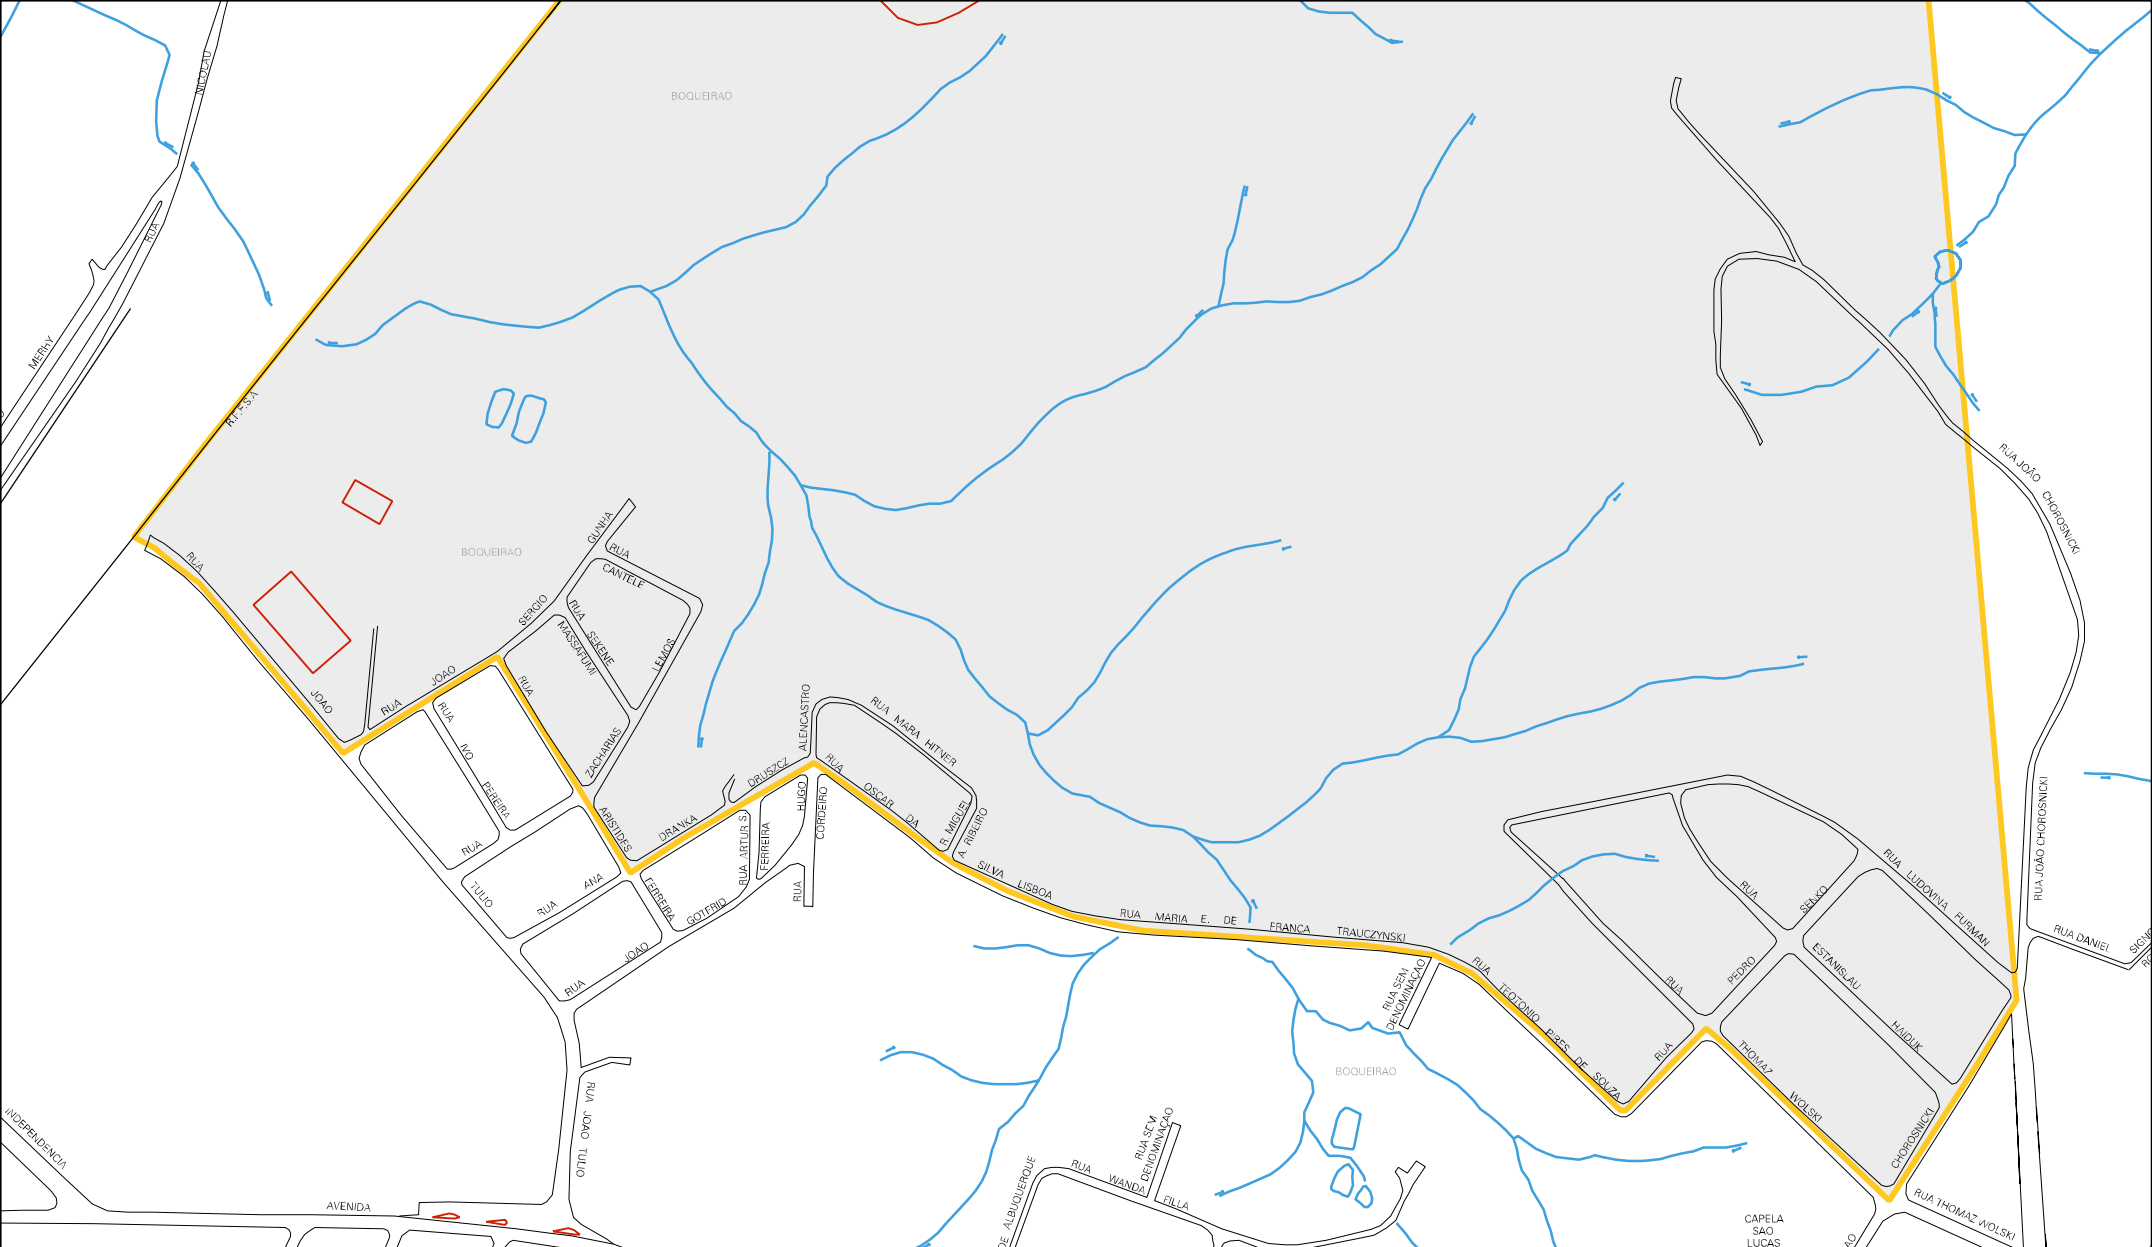 NICOLAU
RUA
MERHY
BOQUEIRAO
R.F.F.S.A
BOQUEIRAO
RUA
JOAO
TULIO
RUA
JOAO
SERGIO
GUNHA
RUA
CANTELE
LEMOS
ZACHARIAS
RUA
SEKENE
MASSAFUMI
RUA
ARISTIDES
FERREIRA
RUA
IVO
PEREIRA
RUA
RUA
ANA
DRANKA
DRUSZCZ
RUA
JOAO
GOTFRID
RUA ARTUR S.
FERREIRA
HUGO
ALENCASTRO
CORDEIRO
RUA
RUA MARA HITNER
R. MIGUEL
A. RIBEIRO
RUA
OSCAR
DA
SILVA
LISBOA
RUA MARIA E. DE FRANCA TRAUCZYNSKI
RUA SEM
DENOMINAÇAO
RUA
TEOTONIO
PIRES
DE
SOUZA
RUA
PEDRO
SENKO
RUA
RUA
THOMAZ
WOLSKI
ESTANISLAU
HAIDUK
RUA
LUDOVINA
FURMAN
CHOROSNICKI
RUA JOÃO
CHOROSNICKI
RUA JOÃO CHOROSNICKI
RUA DANIEL
RUA THOMAZ WOLSKI
CAPELA
SAO
LUCAS
BOQUEIRAO
RUA SEM
DENOMINAÇAO
RUA
WANDA
FILLA
DE ALBUQUERQUE
RUA JOAO TULIO
INDEPENDENCIA
AVENIDA